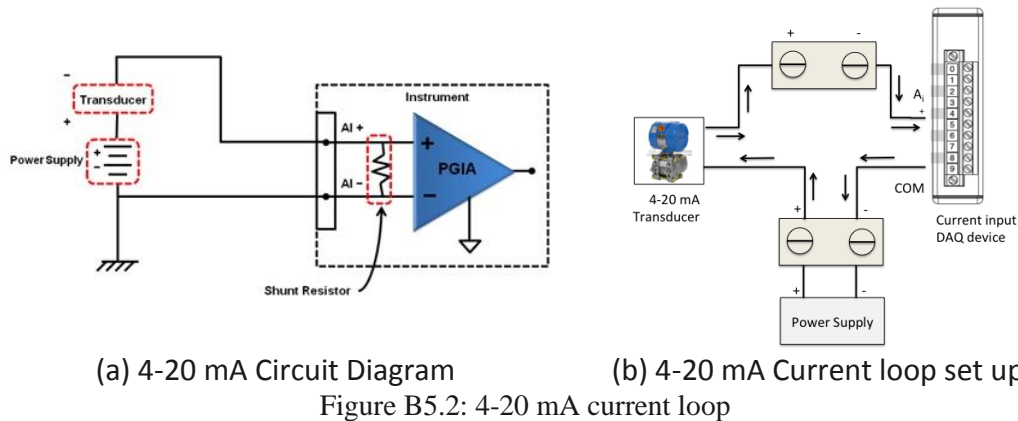 −
Transducer
+
Power Supply
+
−
Instrument
AI +
AI −
+
−
PGIA
Shunt Resistor
+ -
0
1
2
3
4
5
6
7
8
9
Ai
+
COM
4-20 mA
Transducer
Current input
DAQ device
+ -
+ -
Power Supply
(a) 4-20 mA Circuit Diagram
(b) 4-20 mA Current loop set up
Figure B5.2: 4-20 mA current loop